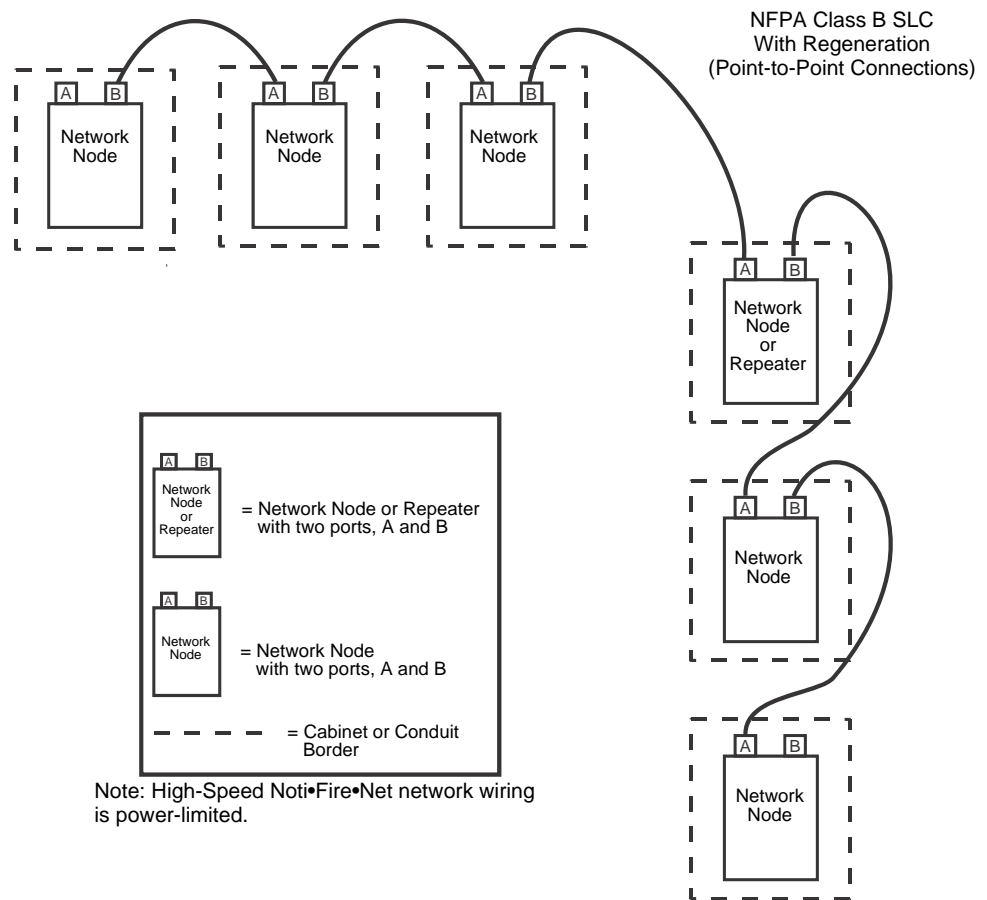 NFPA Class B SLC
With Regeneration
(Point-to-Point Connections)
A B
Network
Node
A B
Network
Node
A B
Network
Node
A B
Network
Node
or
Repeater
A B
Network
Node
A B
Network
Node
A B
Network
Node
or
Repeater
= Network Node or Repeater
with two ports, A and B
A B
Network
Node
= Network Node
with two ports, A and B
= Cabinet or Conduit
Border
Note: High-Speed Noti•Fire•Net network wiring
is power-limited.